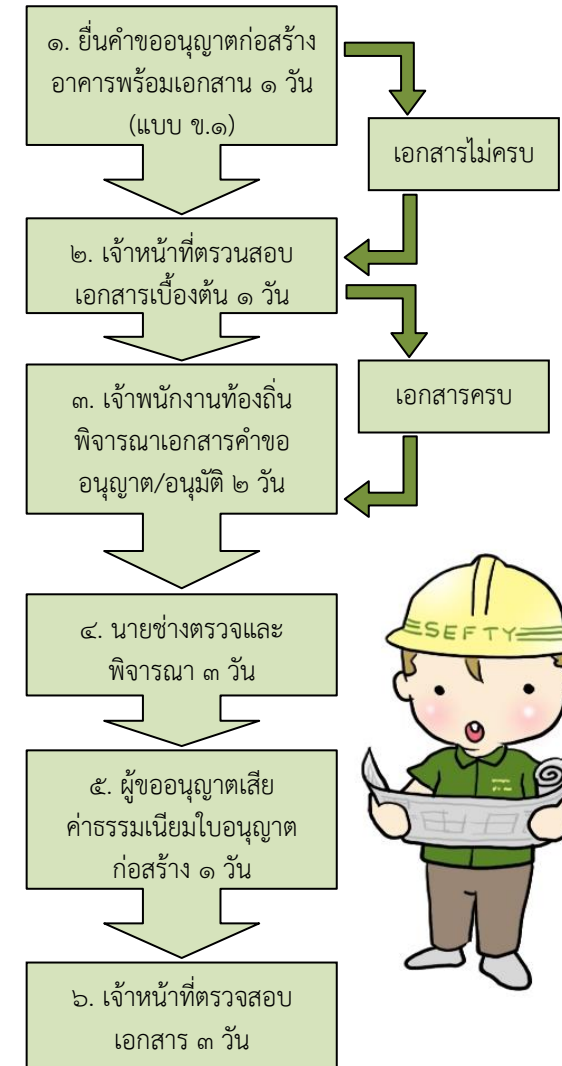 ๑. ยื่นคำขออนุญาตก่อสร้าง
อาคารพร้อมเอกสาน ๑ วัน
(แบบ ข.๑)
เอกสารไม่ครบ
๒. เจ้าหน้าที่ตรวนสอบ
เอกสารเบื้องต้น ๑ วัน
เอกสารครบ
๓. เจ้าพนักงานท้องถิ่น
พิจารณาเอกสารคำขอ
อนุญาต/อนุมัติ ๒ วัน
๔. นายช่างตรวจและ
พิจารณา ๓ วัน
SEFTY
๕. ผู้ขออนุญาตเสีย
ค่าธรรมเนียมใบอนุญาต
ก่อสร้าง ๑ วัน
๖. เจ้าหน้าที่ตรวจสอบ
เอกสาร ๓ วัน